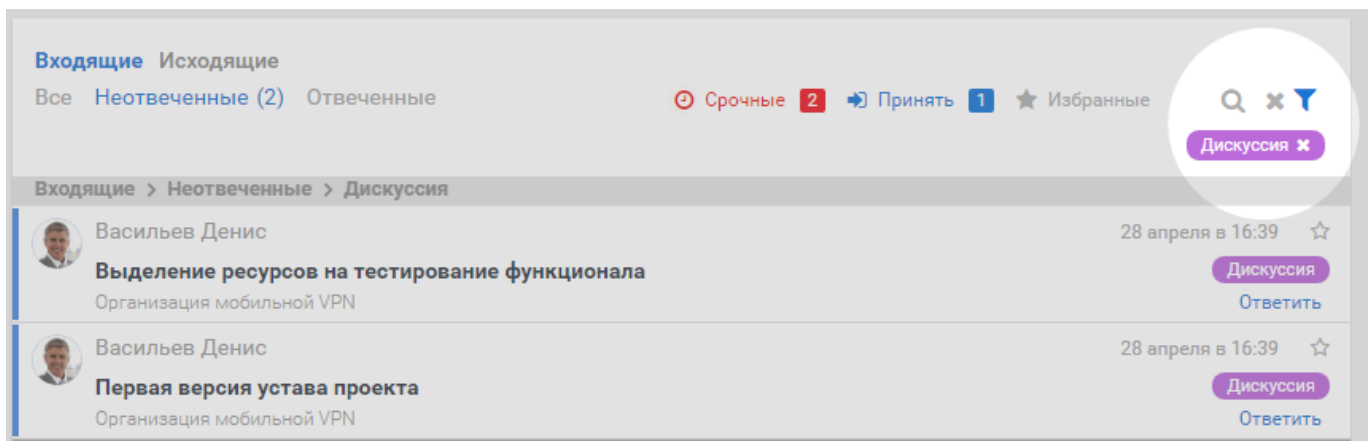 Входящие Исходящие
Все Неотвеченные (2) Отвеченные Срочные 2 Принять 1 Избранные
Дискуссия
Входящие > Неотвеченные > Дискуссия
Васильев Денис 28 апреля в 16:39
Выделение ресурсов на тестирование функционала Дискуссия
Организация мобильной VPN Ответить
Васильев Денис 28 апреля в 16:39
Первая версия устава проекта Дискуссия
Организация мобильной VPN Ответить